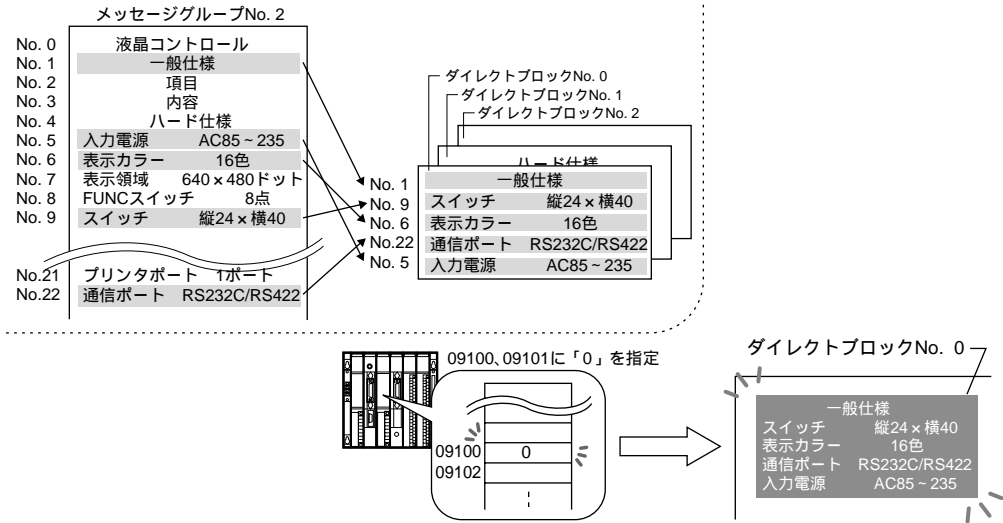 メッセージグループNo. 2
No. 0 液晶コントロール
No. 1 一般仕様
No. 2 項目
No. 3 内容
No. 4 ハード仕様
No. 5 入力電源 AC85～235
No. 6 表示カラー 16色
No. 7 表示領域 640×480ドット
No. 8 FUNCスイッチ 8点
No. 9 スイッチ 縦24×横40
No.21 プリンタポート 1ポート
No.22 通信ポート RS232C/RS422
ダイレクトブロックNo. 0
ダイレクトブロックNo. 1
ダイレクトブロックNo. 2
ハード仕様
No. 1 一般仕様
No. 9 スイッチ 縦24×横40
No. 6 表示カラー 16色
No.22 通信ポート RS232C/RS422
No. 5 入力電源 AC85～235
09100、09101に「0」を指定
09100 0
09102
ダイレクトブロックNo. 0
一般仕様
スイッチ 縦24×横40
表示カラー 16色
通信ポート RS232C/RS422
入力電源 AC85～235